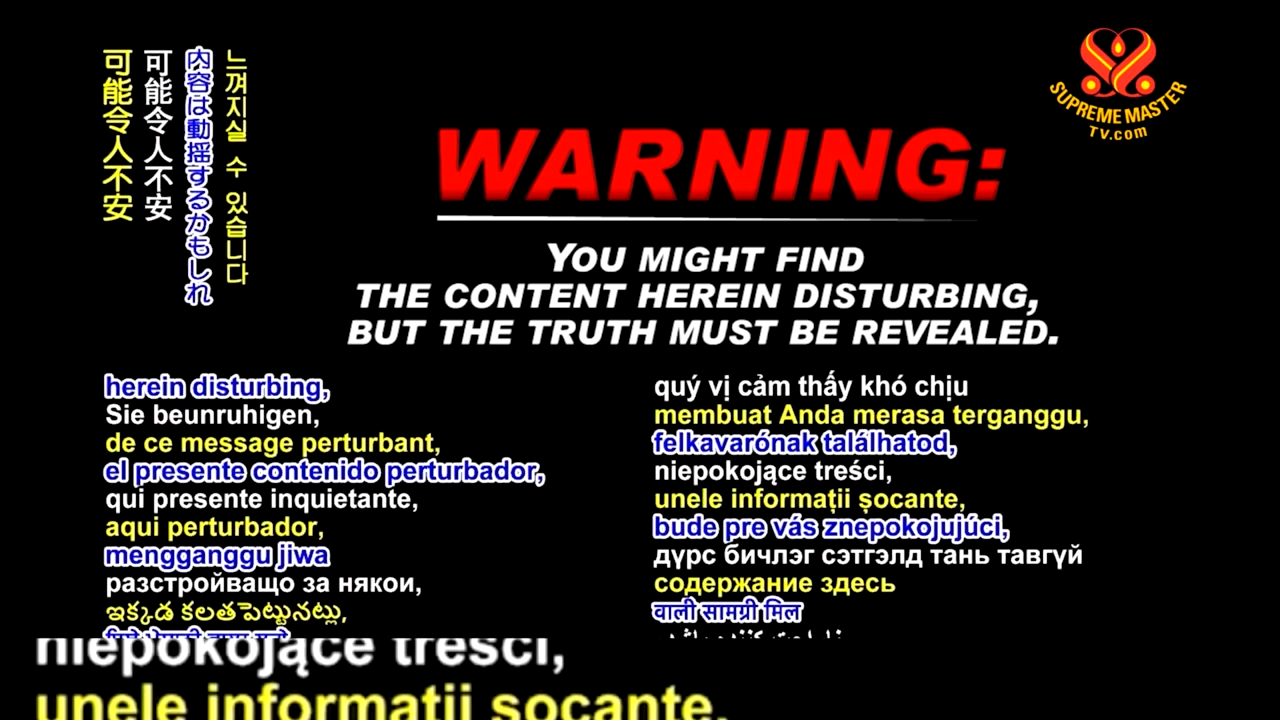 可能令人不安
可能令人不安
内容は動揺するかもしれ
느껴지실 수 있습니다
SUPREME MASTER
TV.com
WARNING:
YOU MIGHT FIND
THE CONTENT HEREIN DISTURBING,
BUT THE TRUTH MUST BE REVEALED.
herein disturbing,
Sie beunruhigen,
de ce message perturbant,
el presente contenido perturbador,
qui presente inquietante,
aqui perturbador,
mengganggu jiwa
разстройващо за някои,
ఇక్కడ కలతపెట్టునట్లు,
quý vị cảm thấy khó chịu
membuat Anda merasa terganggu,
felkavarónak találhatod,
niepokojące treści,
unele informații șocante,
bude pre vás znepokojujúci,
дүрс бичлэг сэтгэлд тань тавгүй
содержание здесь
वाली सामग्री मिल
niepokojące treści,
unele informații șocante,